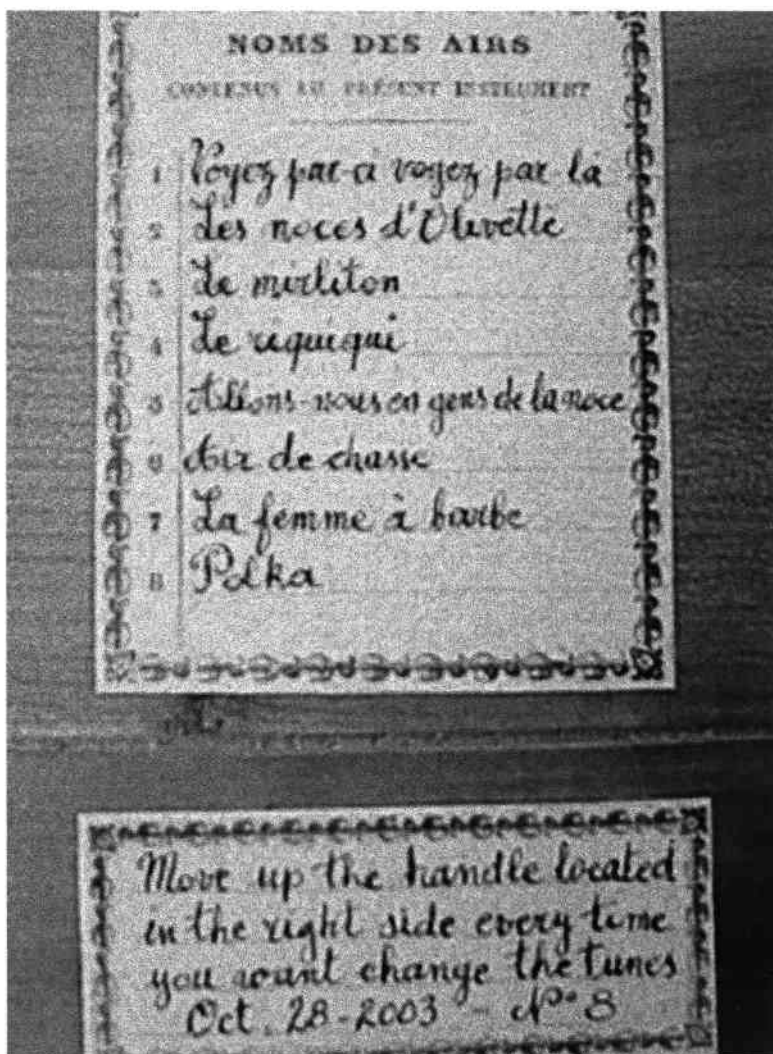 NOMS DES AIRS
CONTENUS AU PRÉSENT INSTRUMENT
1 Voyez par-ci voyez par là
2 Les noces d'Olivette
3 Le mirliton
4 Le riquiqui
5 Allons-nous en gens de la noce
6 Air de chasse
7 La femme à barbe
8 Polka
Move up the handle located
in the right side every time
you want change the tunes
Oct. 28-2003 - Nº 8